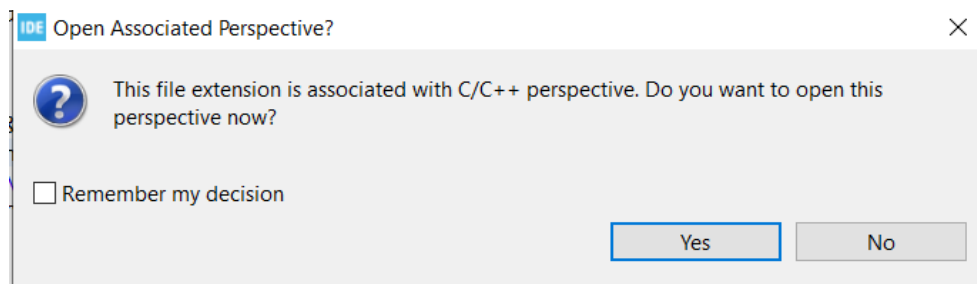 IDE Open Associated Perspective?
This file extension is associated with C/C++ perspective. Do you want to open this
perspective now?
Remember my decision
Yes No